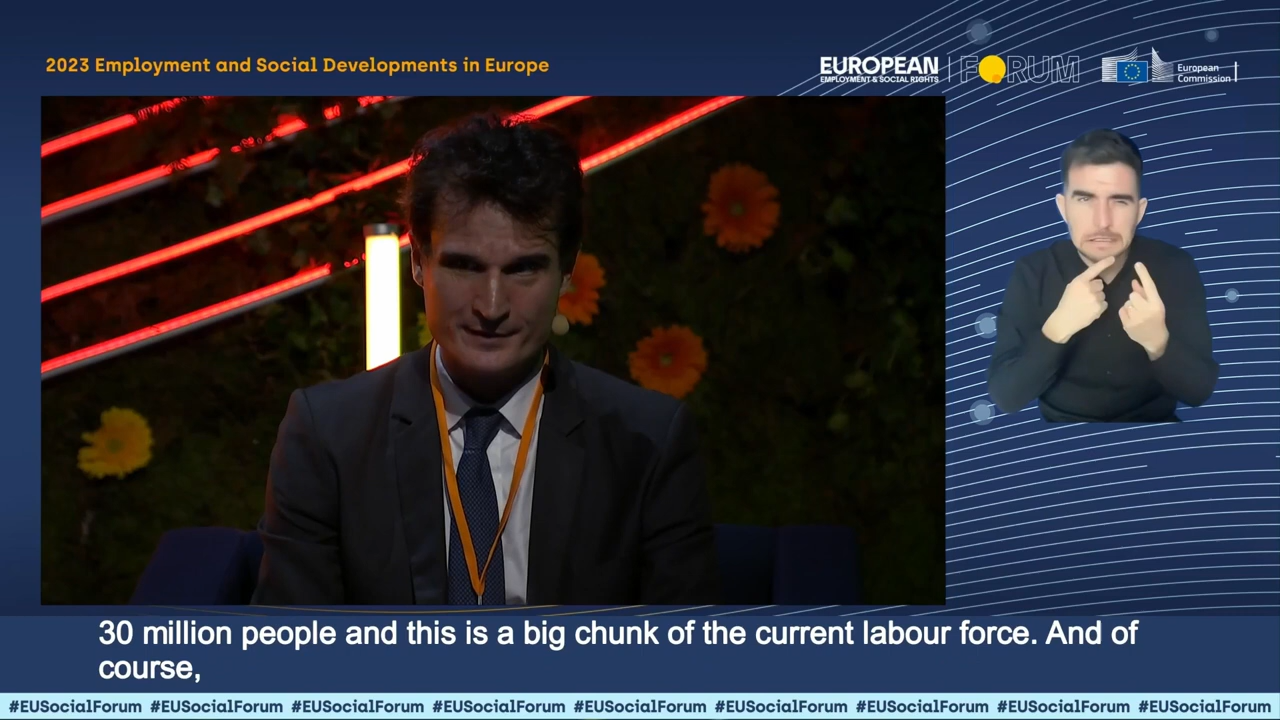 2023 Employment and Social Developments in Europe
EUROPEAN
EMPLOYMENT & SOCIAL RIGHTS
FORUM
European
Commission
30 million people and this is a big chunk of the current labour force. And of
course,
#EUSocialForum #EUSocialForum #EUSocialForum #EUSocialForum #EUSocialForum #EUSocialForum #EUSocialForum #EUSocialForum #EUSocialForum